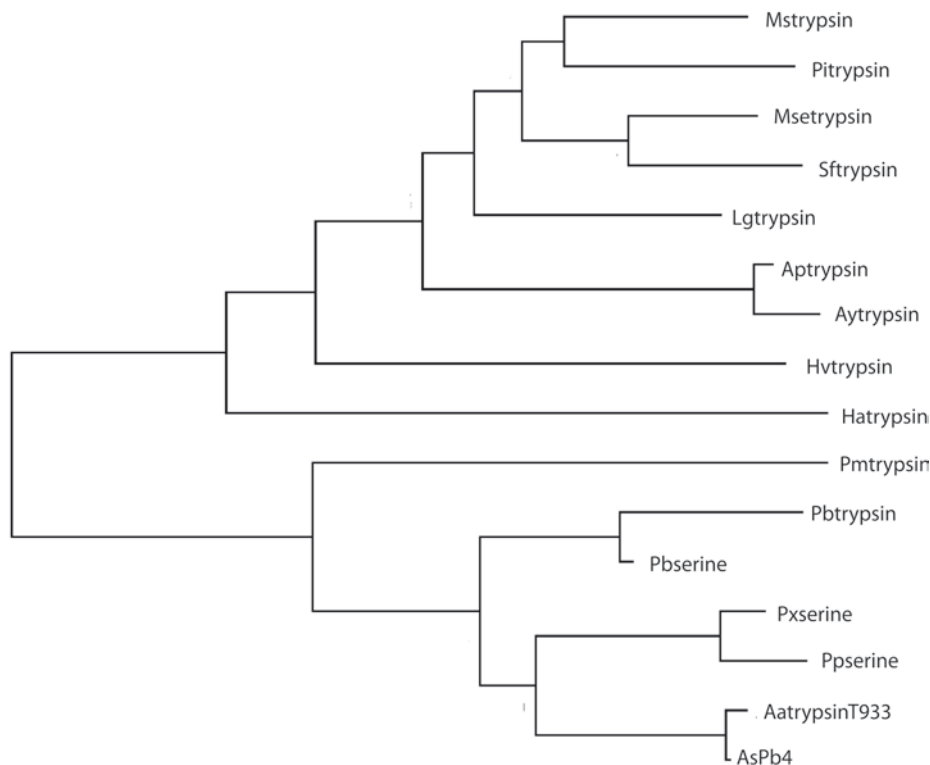 Mstrypsin
Pitrypsin
Msetrypsin
Sftrypsin
Lgtrypsin
Aptrypsin
Aytrypsin
Hvtrypsin
Hatrypsin
Pmtrypsin
Pbtrypsin
Pbserine
Pxserine
Ppserine
AatrypsinT933
AsPb4